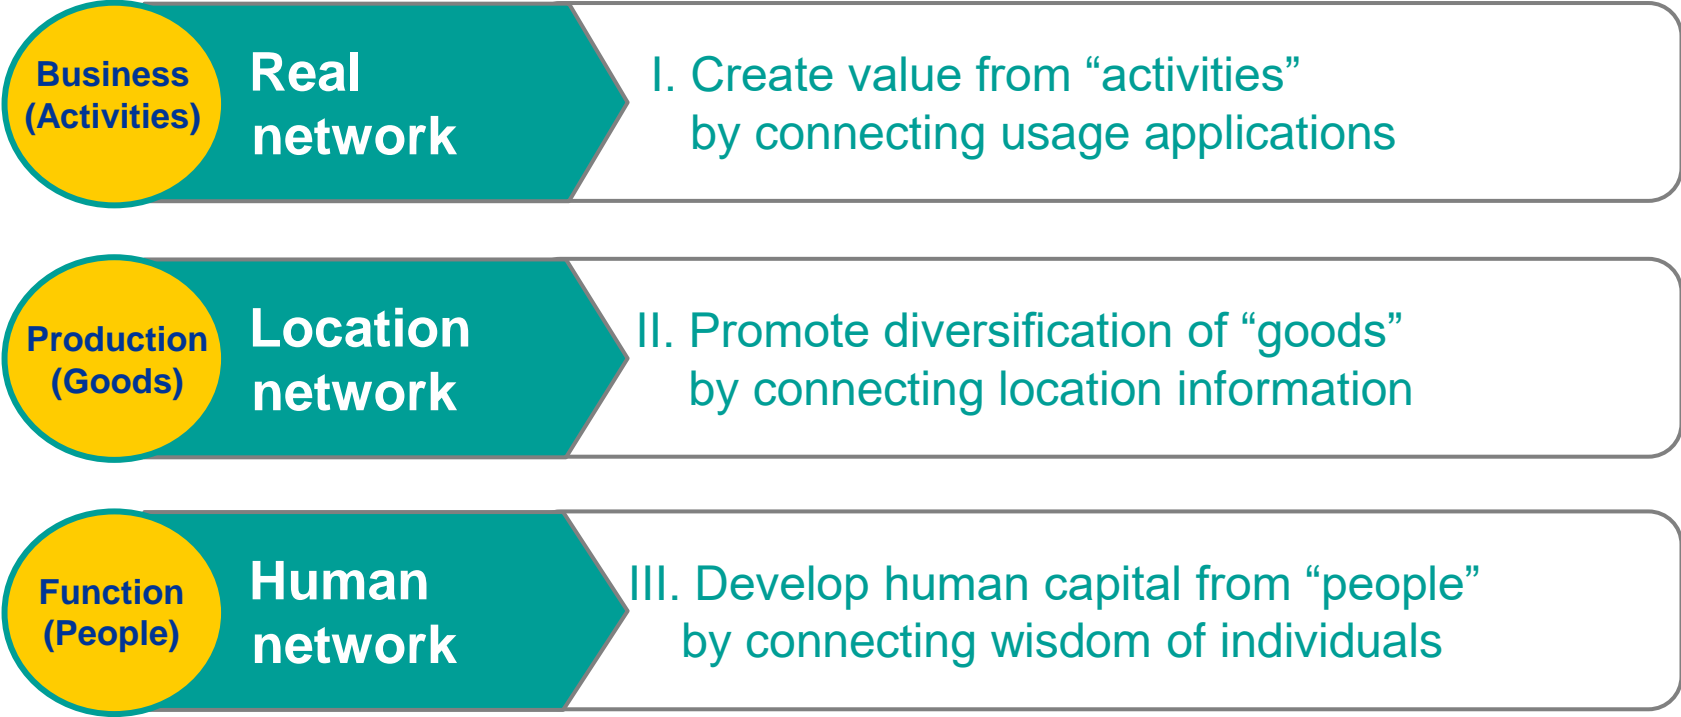 Business
(Activities)
Real
network
I. Create value from “activities”
by connecting usage applications
Production
(Goods)
Location
network
II. Promote diversification of “goods”
by connecting location information
Function
(People)
Human
network
III. Develop human capital from “people”
by connecting wisdom of individuals